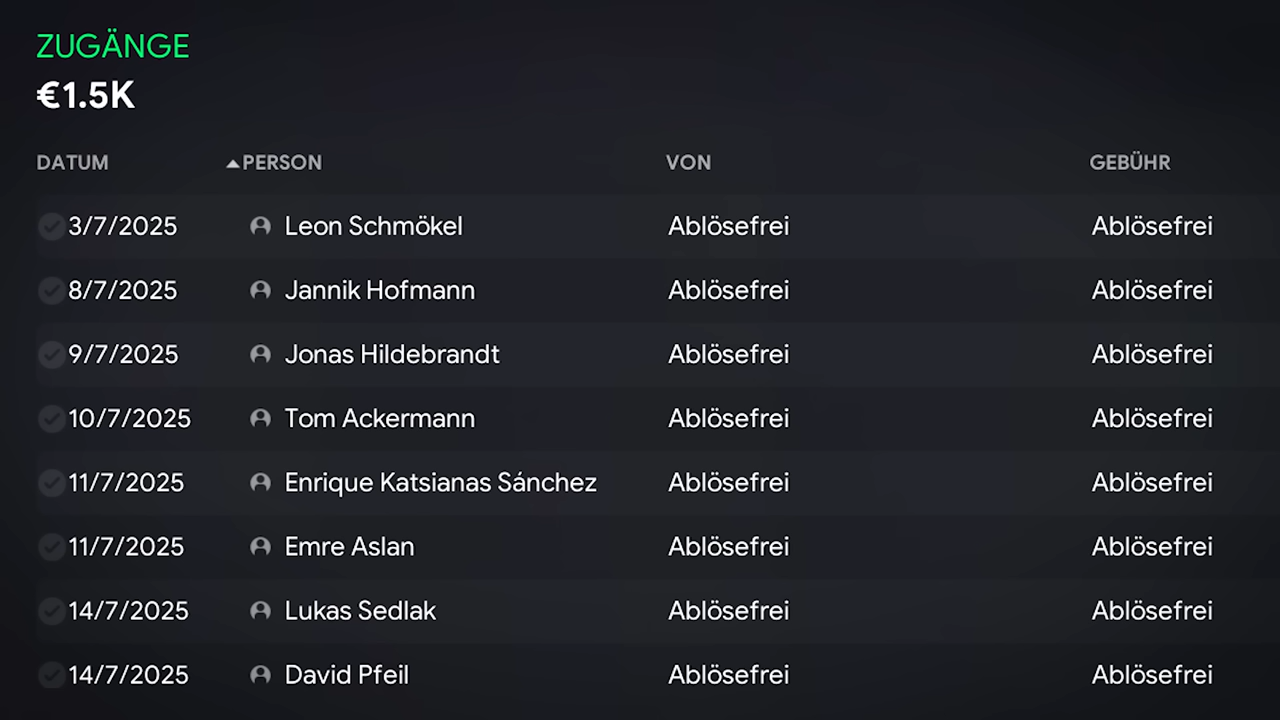 ZUGÄNGE
€1.5K
DATUM PERSON VON GEBÜHR
3/7/2025 Leon Schmökel Ablösefrei Ablösefrei
8/7/2025 Jannik Hofmann Ablösefrei Ablösefrei
9/7/2025 Jonas Hildebrandt Ablösefrei Ablösefrei
10/7/2025 Tom Ackermann Ablösefrei Ablösefrei
11/7/2025 Enrique Katsianas Sánchez Ablösefrei Ablösefrei
11/7/2025 Emre Aslan Ablösefrei Ablösefrei
14/7/2025 Lukas Sedlak Ablösefrei Ablösefrei
14/7/2025 David Pfeil Ablösefrei Ablösefrei